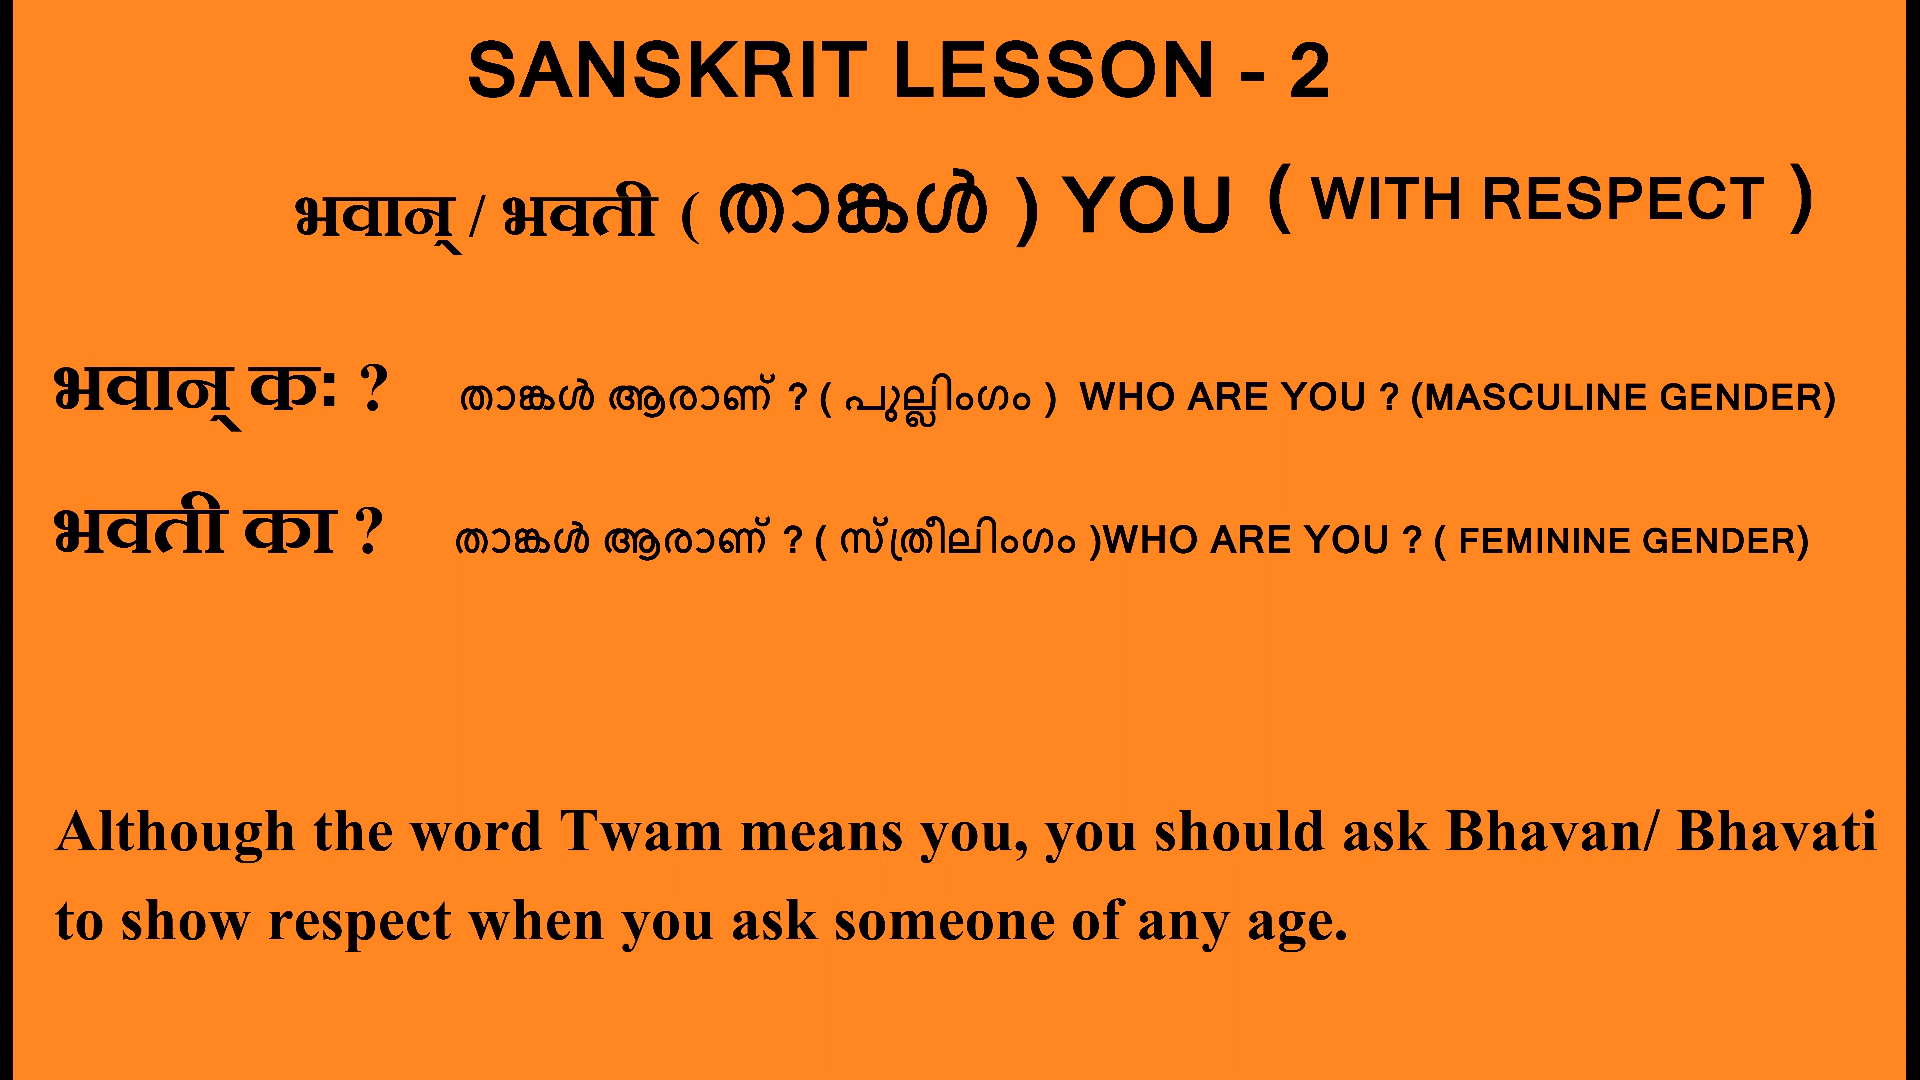 SANSKRIT LESSON - 2
भवान् / भवती ( താങ്കൾ ) YOU ( WITH RESPECT )
भवान् कः ? താങ്കൾ ആരാണ് ? ( പുല്ലിംഗം ) WHO ARE YOU ? (MASCULINE GENDER)
भवती का ? താങ്കൾ ആരാണ് ? ( സ്ത്രീലിംഗം )WHO ARE YOU ? ( FEMININE GENDER)
Although the word Twam means you, you should ask Bhavan/ Bhavati
to show respect when you ask someone of any age.